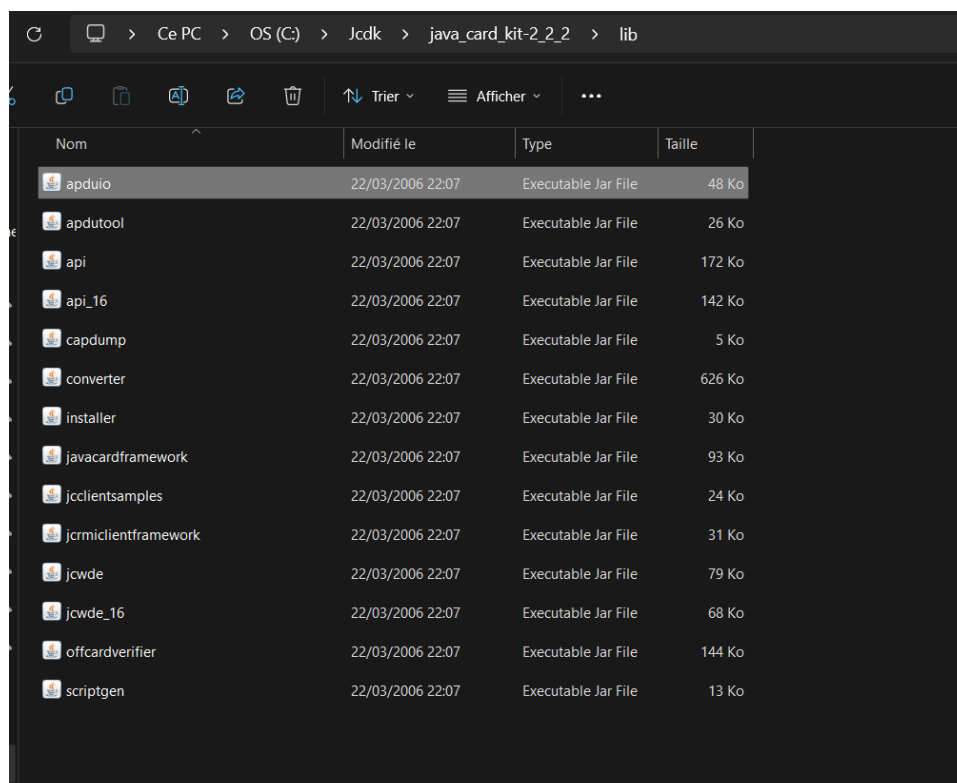 Ce PC > OS (C:) > Jcdk > java_card_kit-2_2_2 > lib
Trier Afficher
Nom Modifié le Type Taille
apduio 22/03/2006 22:07 Executable Jar File 48 Ko
apdutool 22/03/2006 22:07 Executable Jar File 26 Ko
api 22/03/2006 22:07 Executable Jar File 172 Ko
api_16 22/03/2006 22:07 Executable Jar File 142 Ko
capdump 22/03/2006 22:07 Executable Jar File 5 Ko
converter 22/03/2006 22:07 Executable Jar File 626 Ko
installer 22/03/2006 22:07 Executable Jar File 30 Ko
javacardframework 22/03/2006 22:07 Executable Jar File 93 Ko
jcclientsamples 22/03/2006 22:07 Executable Jar File 24 Ko
jcrmiclientframework 22/03/2006 22:07 Executable Jar File 31 Ko
jcwde 22/03/2006 22:07 Executable Jar File 79 Ko
jcwde_16 22/03/2006 22:07 Executable Jar File 68 Ko
offcardverifier 22/03/2006 22:07 Executable Jar File 144 Ko
scriptgen 22/03/2006 22:07 Executable Jar File 13 Ko